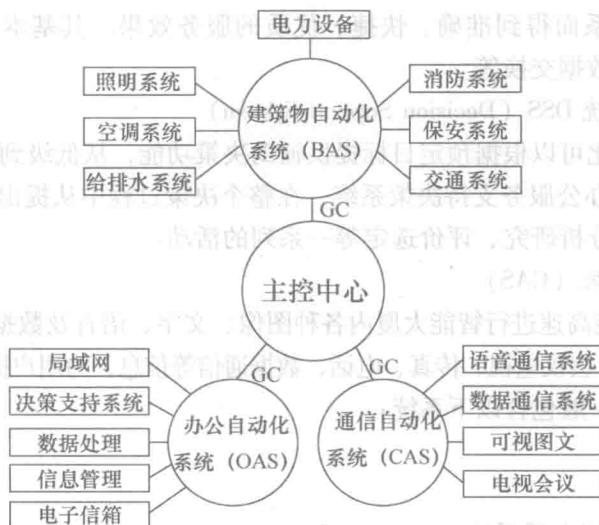 电力设备
照明系统
空调系统
给排水系统
建筑物自动化
系统（BAS）
消防系统
保安系统
交通系统
GC
主控中心
GC
GC
局域网
决策支持系统
数据处理
信息管理
电子信箱
办公自动化
系统（OAS）
通信自动化
系统（CAS）
语音通信系统
数据通信系统
可视图文
电视会议